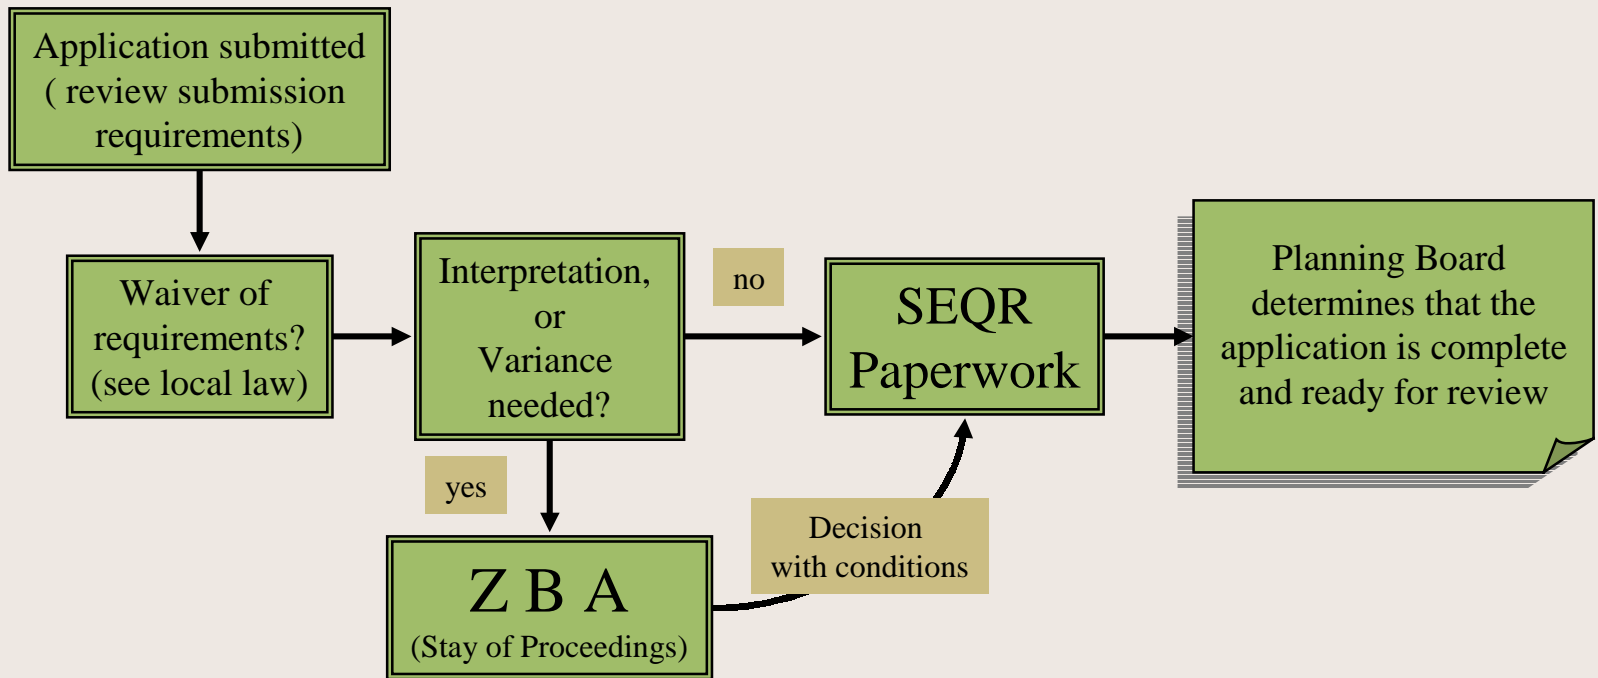 Application submitted
( review submission
requirements)
Waiver of
requirements?
(see local law)
Interpretation,
or
Variance
needed?
no
yes
Z B A
(Stay of Proceedings)
Decision
with conditions
SEQR
Paperwork
Planning Board
determines that the
application is complete
and ready for review